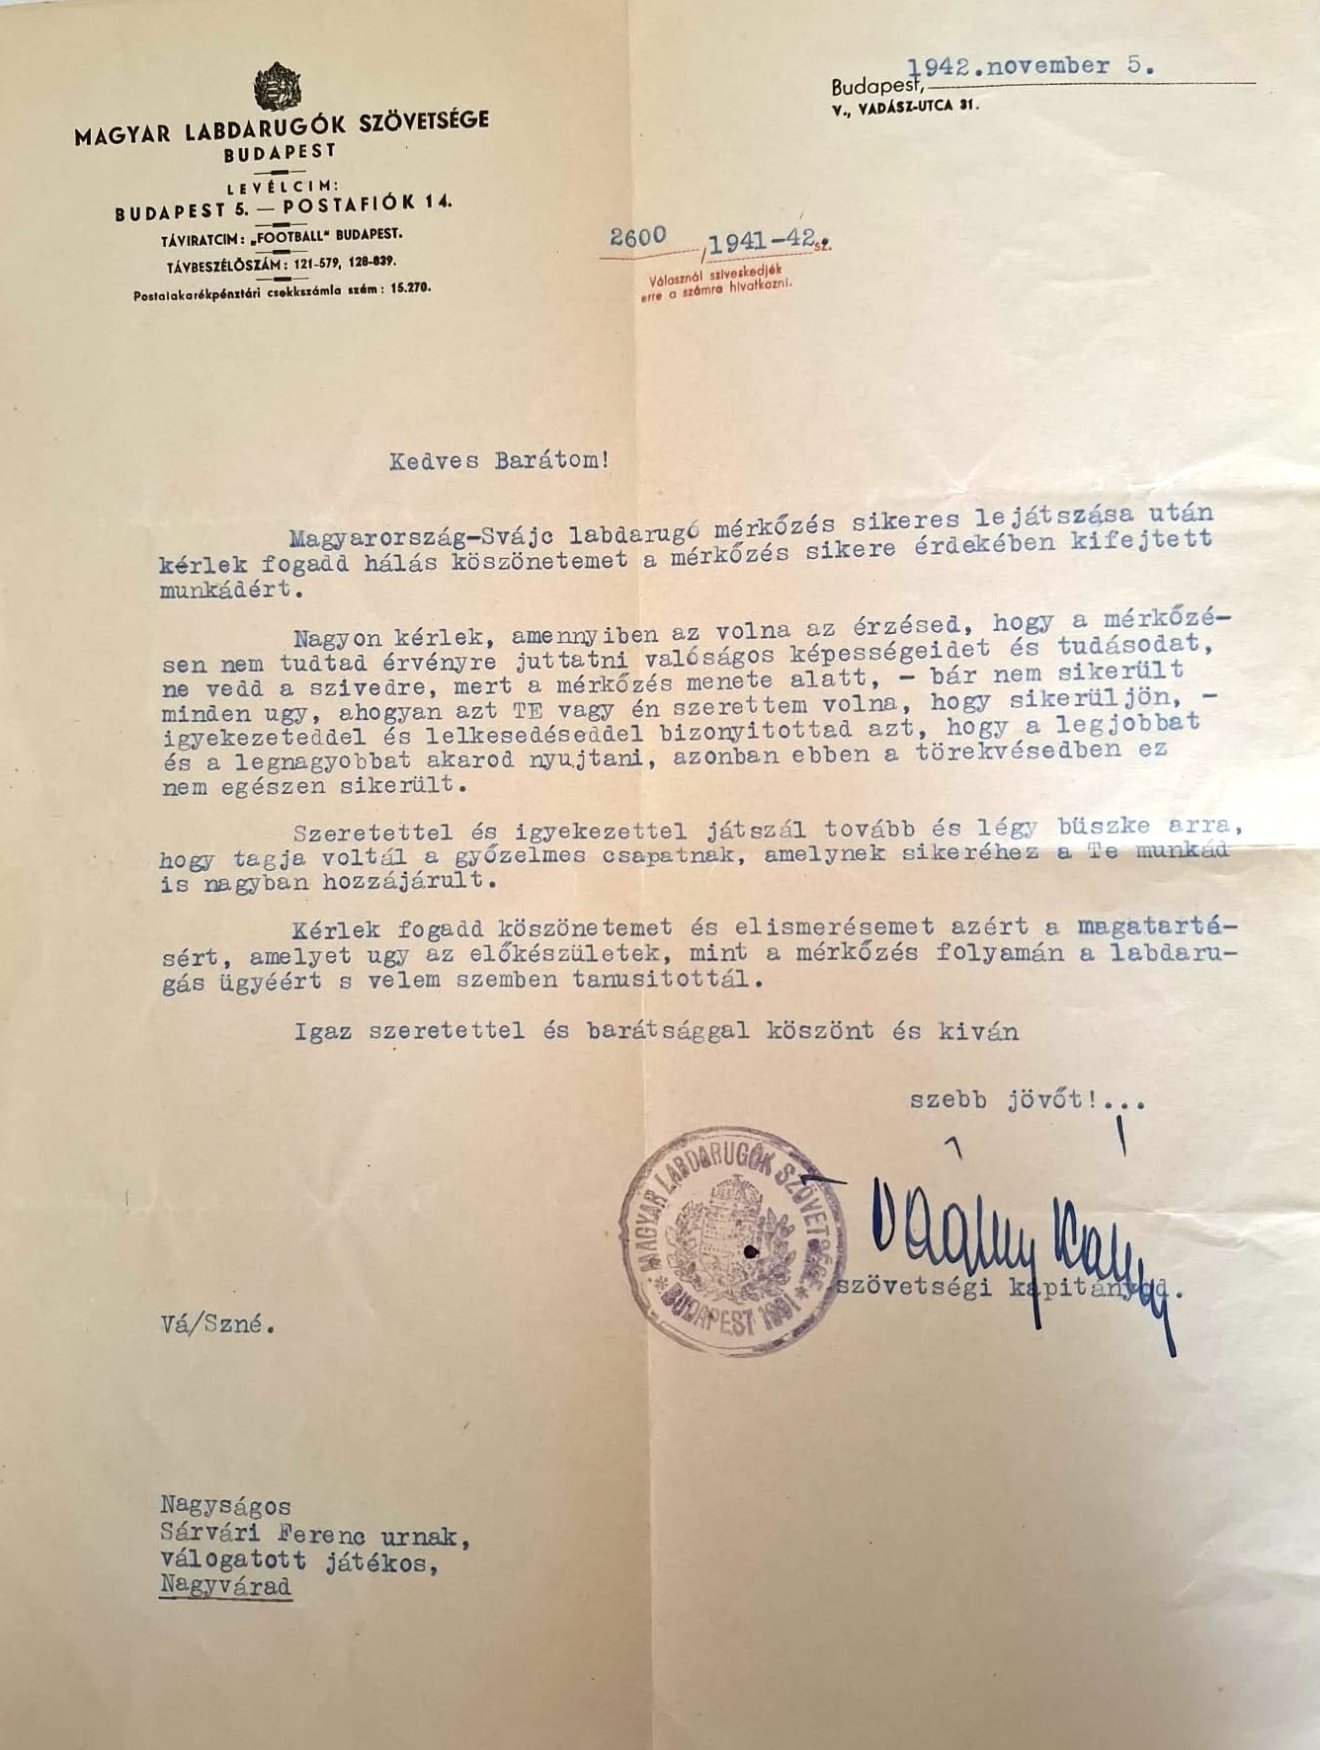 MAGYAR LABDARUGÓK SZÖVETSÉGE
BUDAPEST
LEVÉLCIM:
BUDAPEST 5. — POSTAFIÓK 14.
TÁVIRATCIM: „FOOTBALL" BUDAPEST.
TÁVBESZÉLŐSZÁM: 121-579, 128-839.
Postatakarékpénztári csekkszámla szám: 15.270.
1942.november 5.
Budapest,
V., VADÁSZ-UTCA 31.
2600 / 1941-42. sz.
Válasznál sziveskedjék
erre a számra hivatkozni.
Kedves Barátom!
Magyarország-Svájc labdarugó mérkőzés sikeres lejátszása után
kérlek fogadd hálás köszönetemet a mérkőzés sikere érdekében kifejtett
munkádért.
Nagyon kérlek, amennyiben az volna az érzésed, hogy a mérkőzé-
sen nem tudtad érvényre juttatni valóságos képességeidet és tudásodat,
ne vedd a szivedre, mert a mérkőzés menete alatt, - bár nem sikerült
minden ugy, ahogyan azt TE vagy én szerettem volna, hogy sikerüljön, -
igyekezeteddel és lelkesedéseddel bizonyitottad azt, hogy a legjobbat
és a legnagyobbat akarod nyujtani, azonban ebben a törekvésedben ez
nem egészen sikerült.
Szeretettel és igyekezettel játszál tovább és légy büszke arra,
hogy tagja voltál a győzelmes csapatnak, amelynek sikeréhez a Te munkád
is nagyban hozzájárult.
Kérlek fogadd köszönetemet és elismerésemet azért a magatartá-
sért, amelyet ugy az előkészületek, mint a mérkőzés folyamán a labdaru-
gás ügyéért s velem szemben tanusitottál.
Igaz szeretettel és barátsággal köszönt és kiván
szebb jövőt!...
MAGYAR LABDARUGÓK SZÖVETSÉGE
* BUDAPEST 1901 *
szövetségi kapitányod.
Vá/Szné.
Nagyságos
Sárvári Ferenc urnak,
válogatott játékos,
Nagyvárad